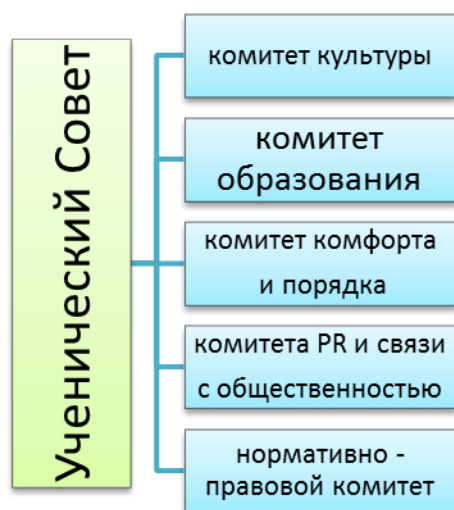 Ученический Совет
комитет культуры
комитет
образования
комитет комфорта
и порядка
комитета PR и связи
с общественностью
нормативно -
правовой комитет